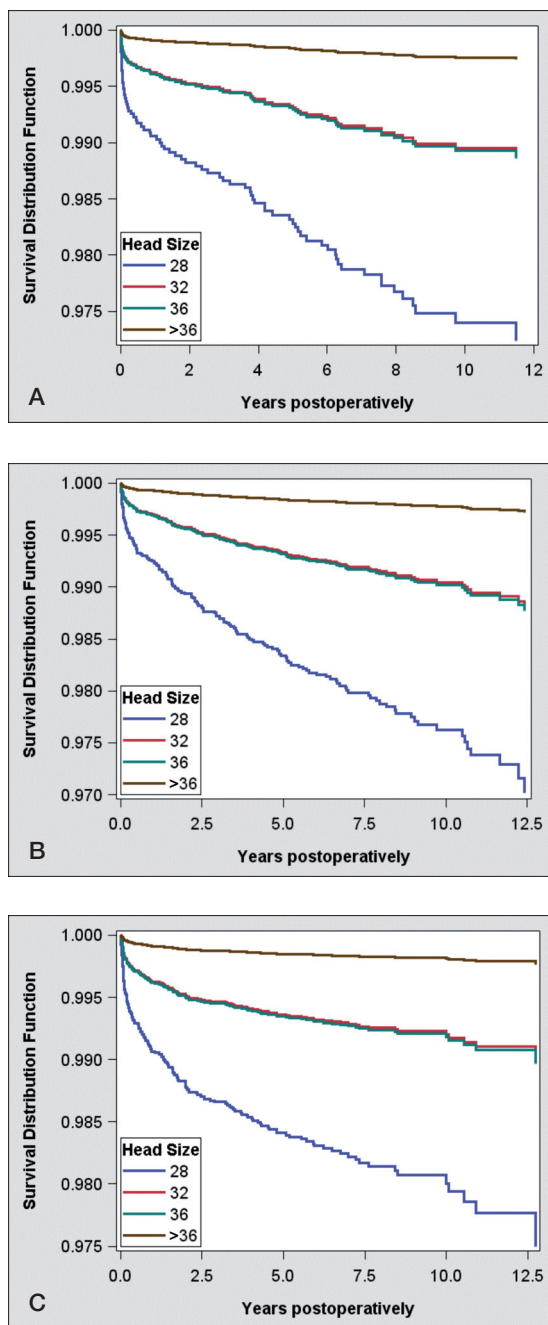 Survival Distribution Function
1.000
0.995
0.990
0.985
0.980
0.975
Head Size
28
32
36
>36
0 2 4 6 8 10 12
Years postoperatively
A
Survival Distribution Function
1.000
0.995
0.990
0.985
0.980
0.975
0.970
Head Size
28
32
36
>36
0.0 2.5 5.0 7.5 10.0 12.5
Years postoperatively
B
Survival Distribution Function
1.000
0.995
0.990
0.985
0.980
0.975
Head Size
28
32
36
>36
0.0 2.5 5.0 7.5 10.0 12.5
Years postoperatively
C